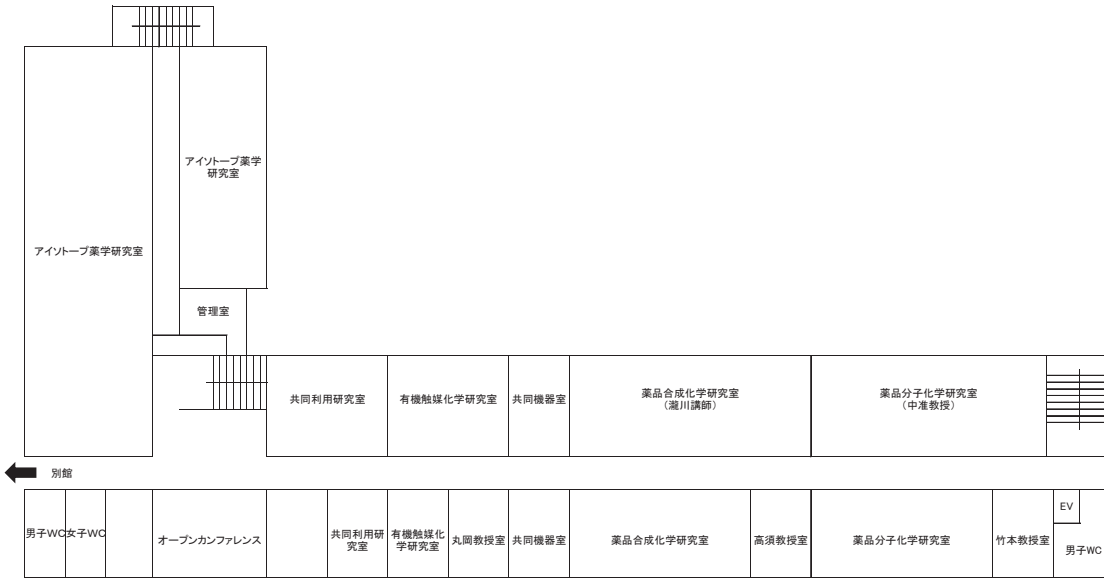 アイソトープ薬学
研究室
アイソトープ薬学研究室
管理室
共同利用研究室
有機触媒化学研究室
共同機器室
薬品合成化学研究室
（瀧川講師）
薬品分子化学研究室
（中准教授）
別館
男子WC
女子WC
オープンカンファレンス
共同利用研
究室
有機触媒化
学研究室
丸岡教授室
共同機器室
薬品合成化学研究室
高須教授室
薬品分子化学研究室
竹本教授室
EV
男子WC